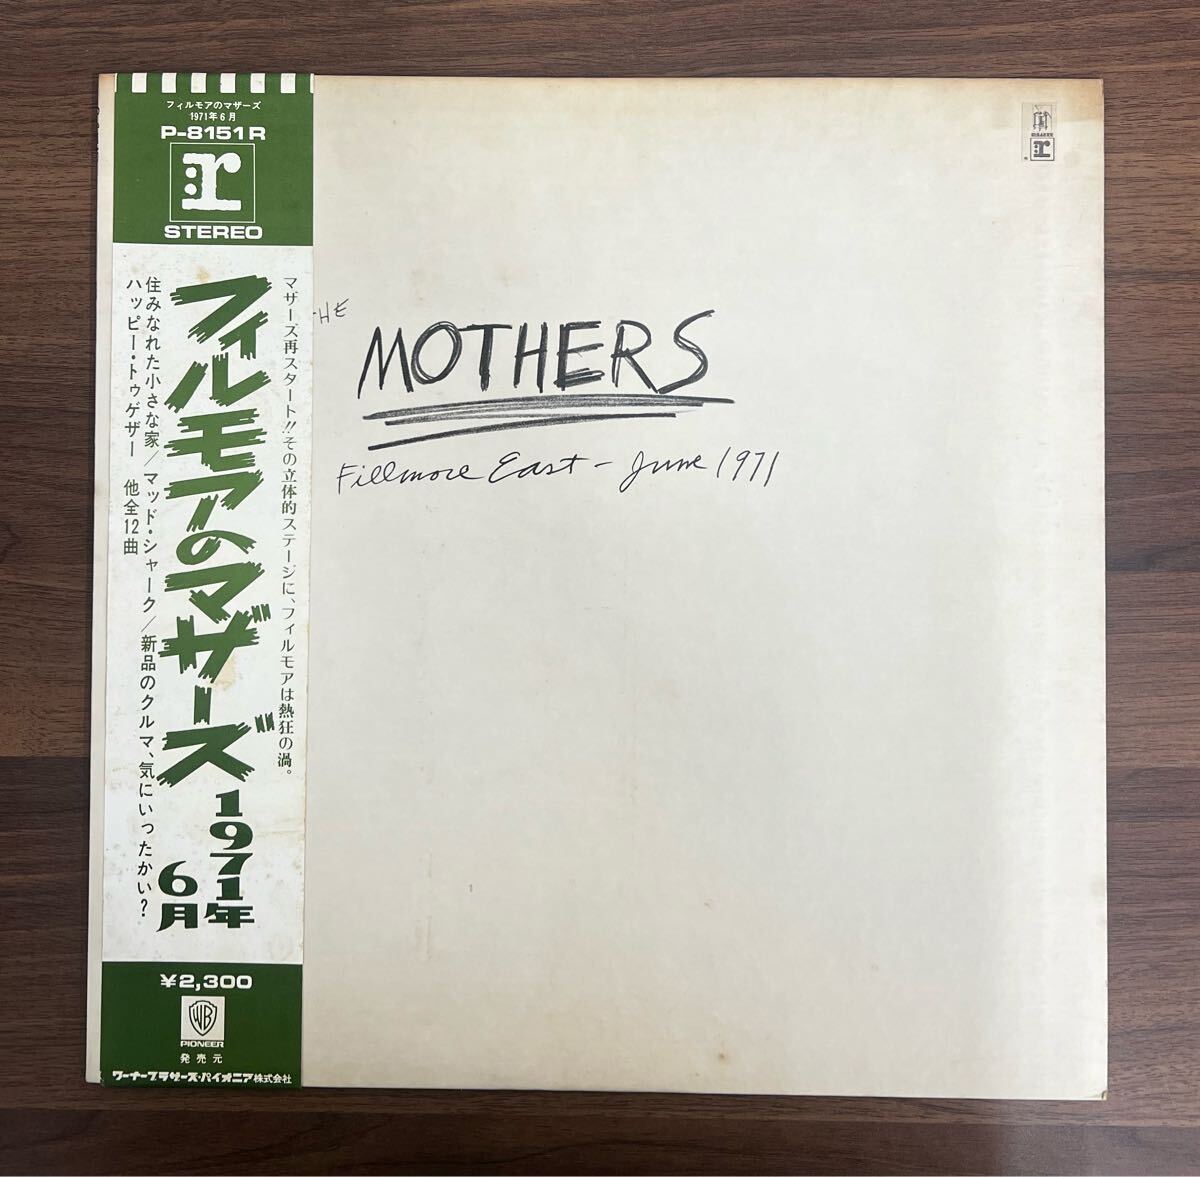 フィルモアのマザーズ
1971年6月
P-8151R
r
STEREO
マザーズ再スタート!!その立体的ステージに、フィルモアは熱狂の渦。
フィルモアのマザーズ
1971年
6月
住みなれた小さな家/マッド・シャーク/新品のクルマ、気にいったかい?
ハッピー・トゥゲザー 他全12曲
¥2,300
WB
PIONEER
発売元
ワーナーブラザーズ・パイオニア株式会社
THE
MOTHERS
Fillmore East – June 1971
r